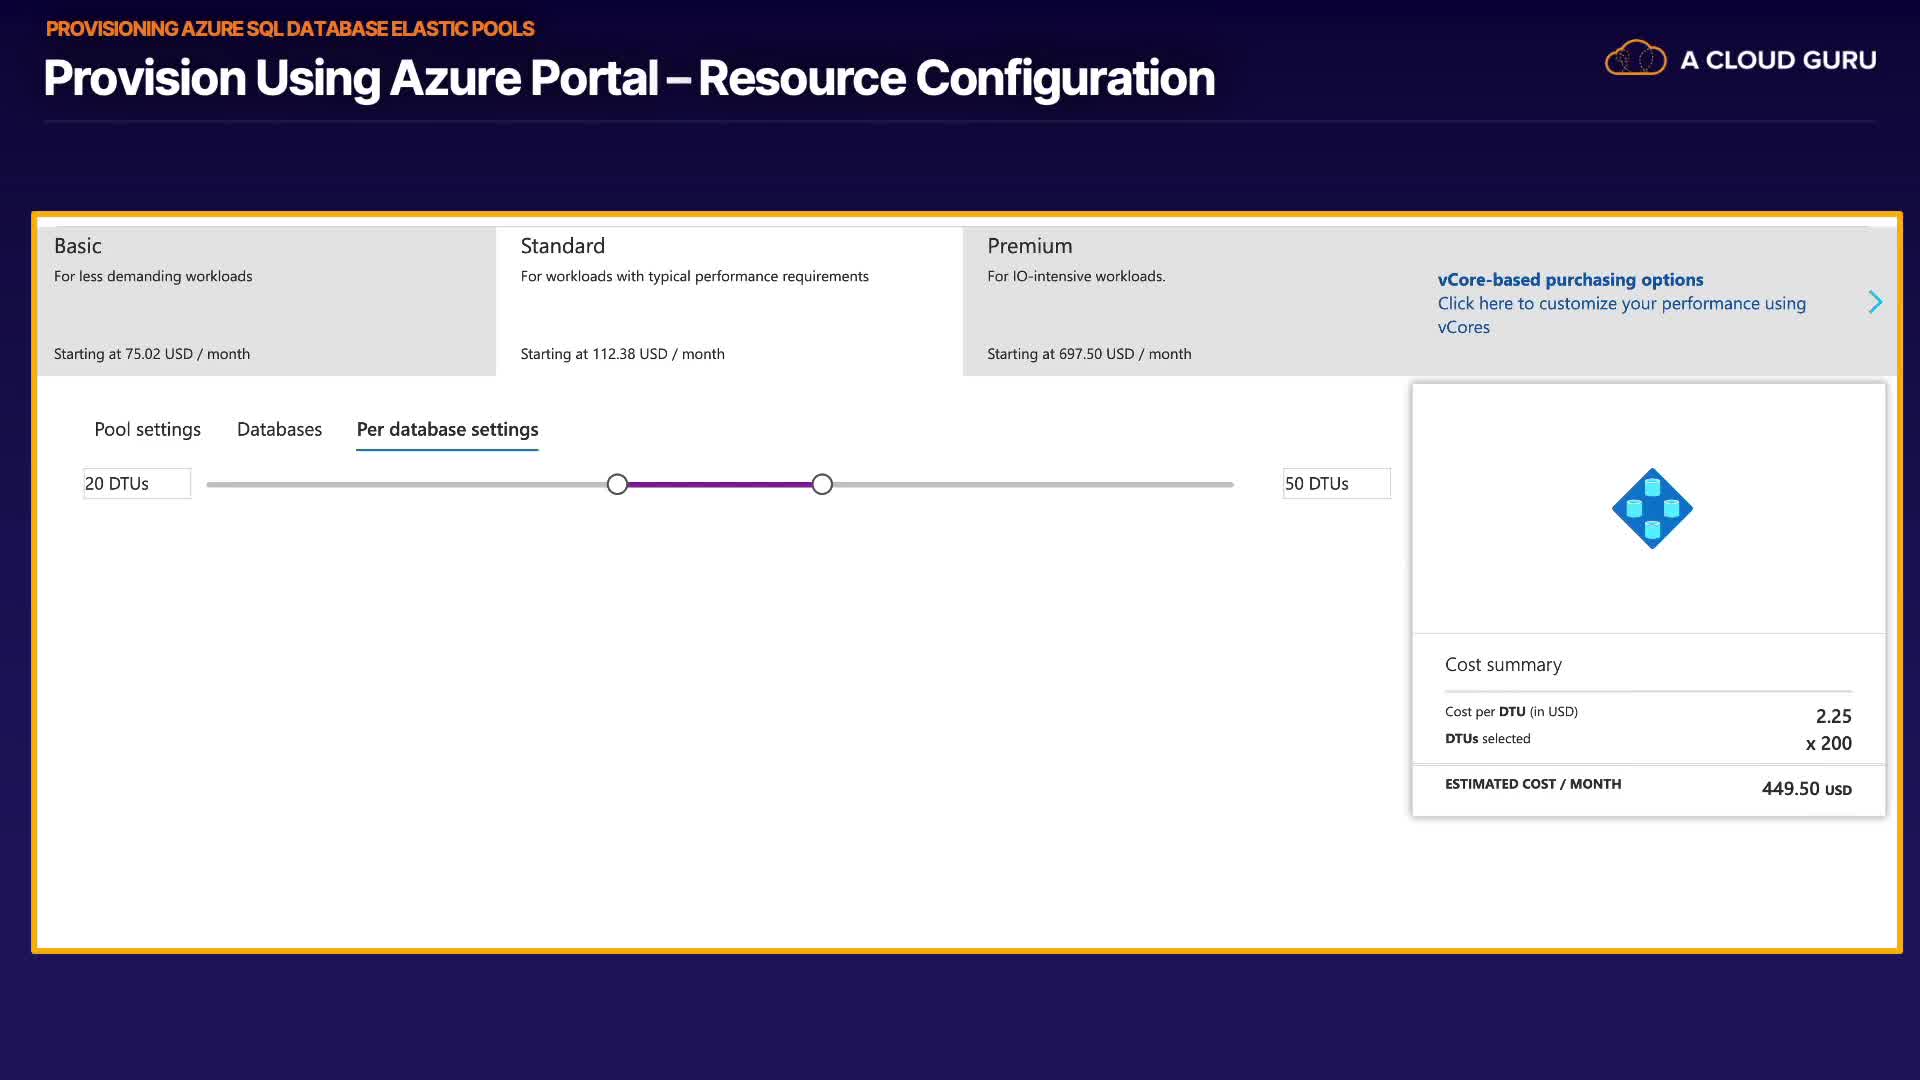 PROVISIONING AZURE SQL DATABASE ELASTIC POOLS
Provision Using Azure Portal – Resource Configuration
A CLOUD GURU
Basic
For less demanding workloads
Starting at 75.02 USD / month
Standard
For workloads with typical performance requirements
Starting at 112.38 USD / month
Premium
For IO-intensive workloads.
Starting at 697.50 USD / month
vCore-based purchasing options
Click here to customize your performance using
vCores
Pool settings
Databases
Per database settings
20 DTUs
50 DTUs
Cost summary
Cost per DTU (in USD)
2.25
DTUs selected
x 200
ESTIMATED COST / MONTH
449.50 USD